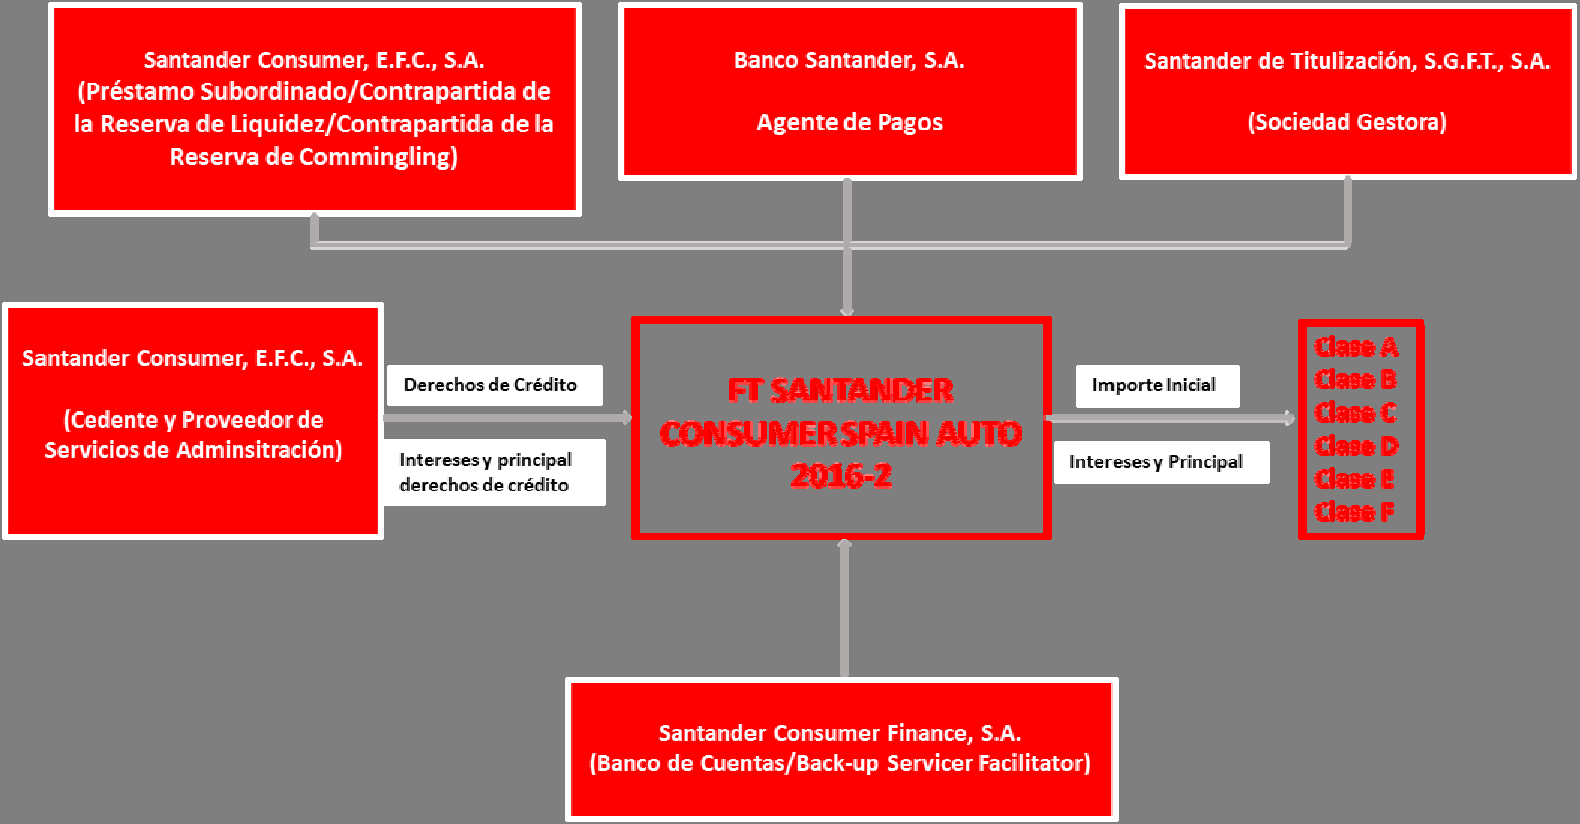 Santander Consumer, E.F.C., S.A.
(Préstamo Subordinado/Contrapartida de
la Reserva de Liquidez/Contrapartida de la
Reserva de Commingling)
Banco Santander, S.A.
Agente de Pagos
Santander de Titulización, S.G.F.T., S.A.
(Sociedad Gestora)
Santander Consumer, E.F.C., S.A.
(Cedente y Proveedor de
Servicios de Adminsitración)
Derechos de Crédito
Intereses y principal
derechos de crédito
FT SANTANDER
CONSUMER SPAIN AUTO
2016-2
Importe Inicial
Intereses y Principal
Clase A
Clase B
Clase C
Clase D
Clase E
Clase F
Santander Consumer Finance, S.A.
(Banco de Cuentas/Back-up Servicer Facilitator)